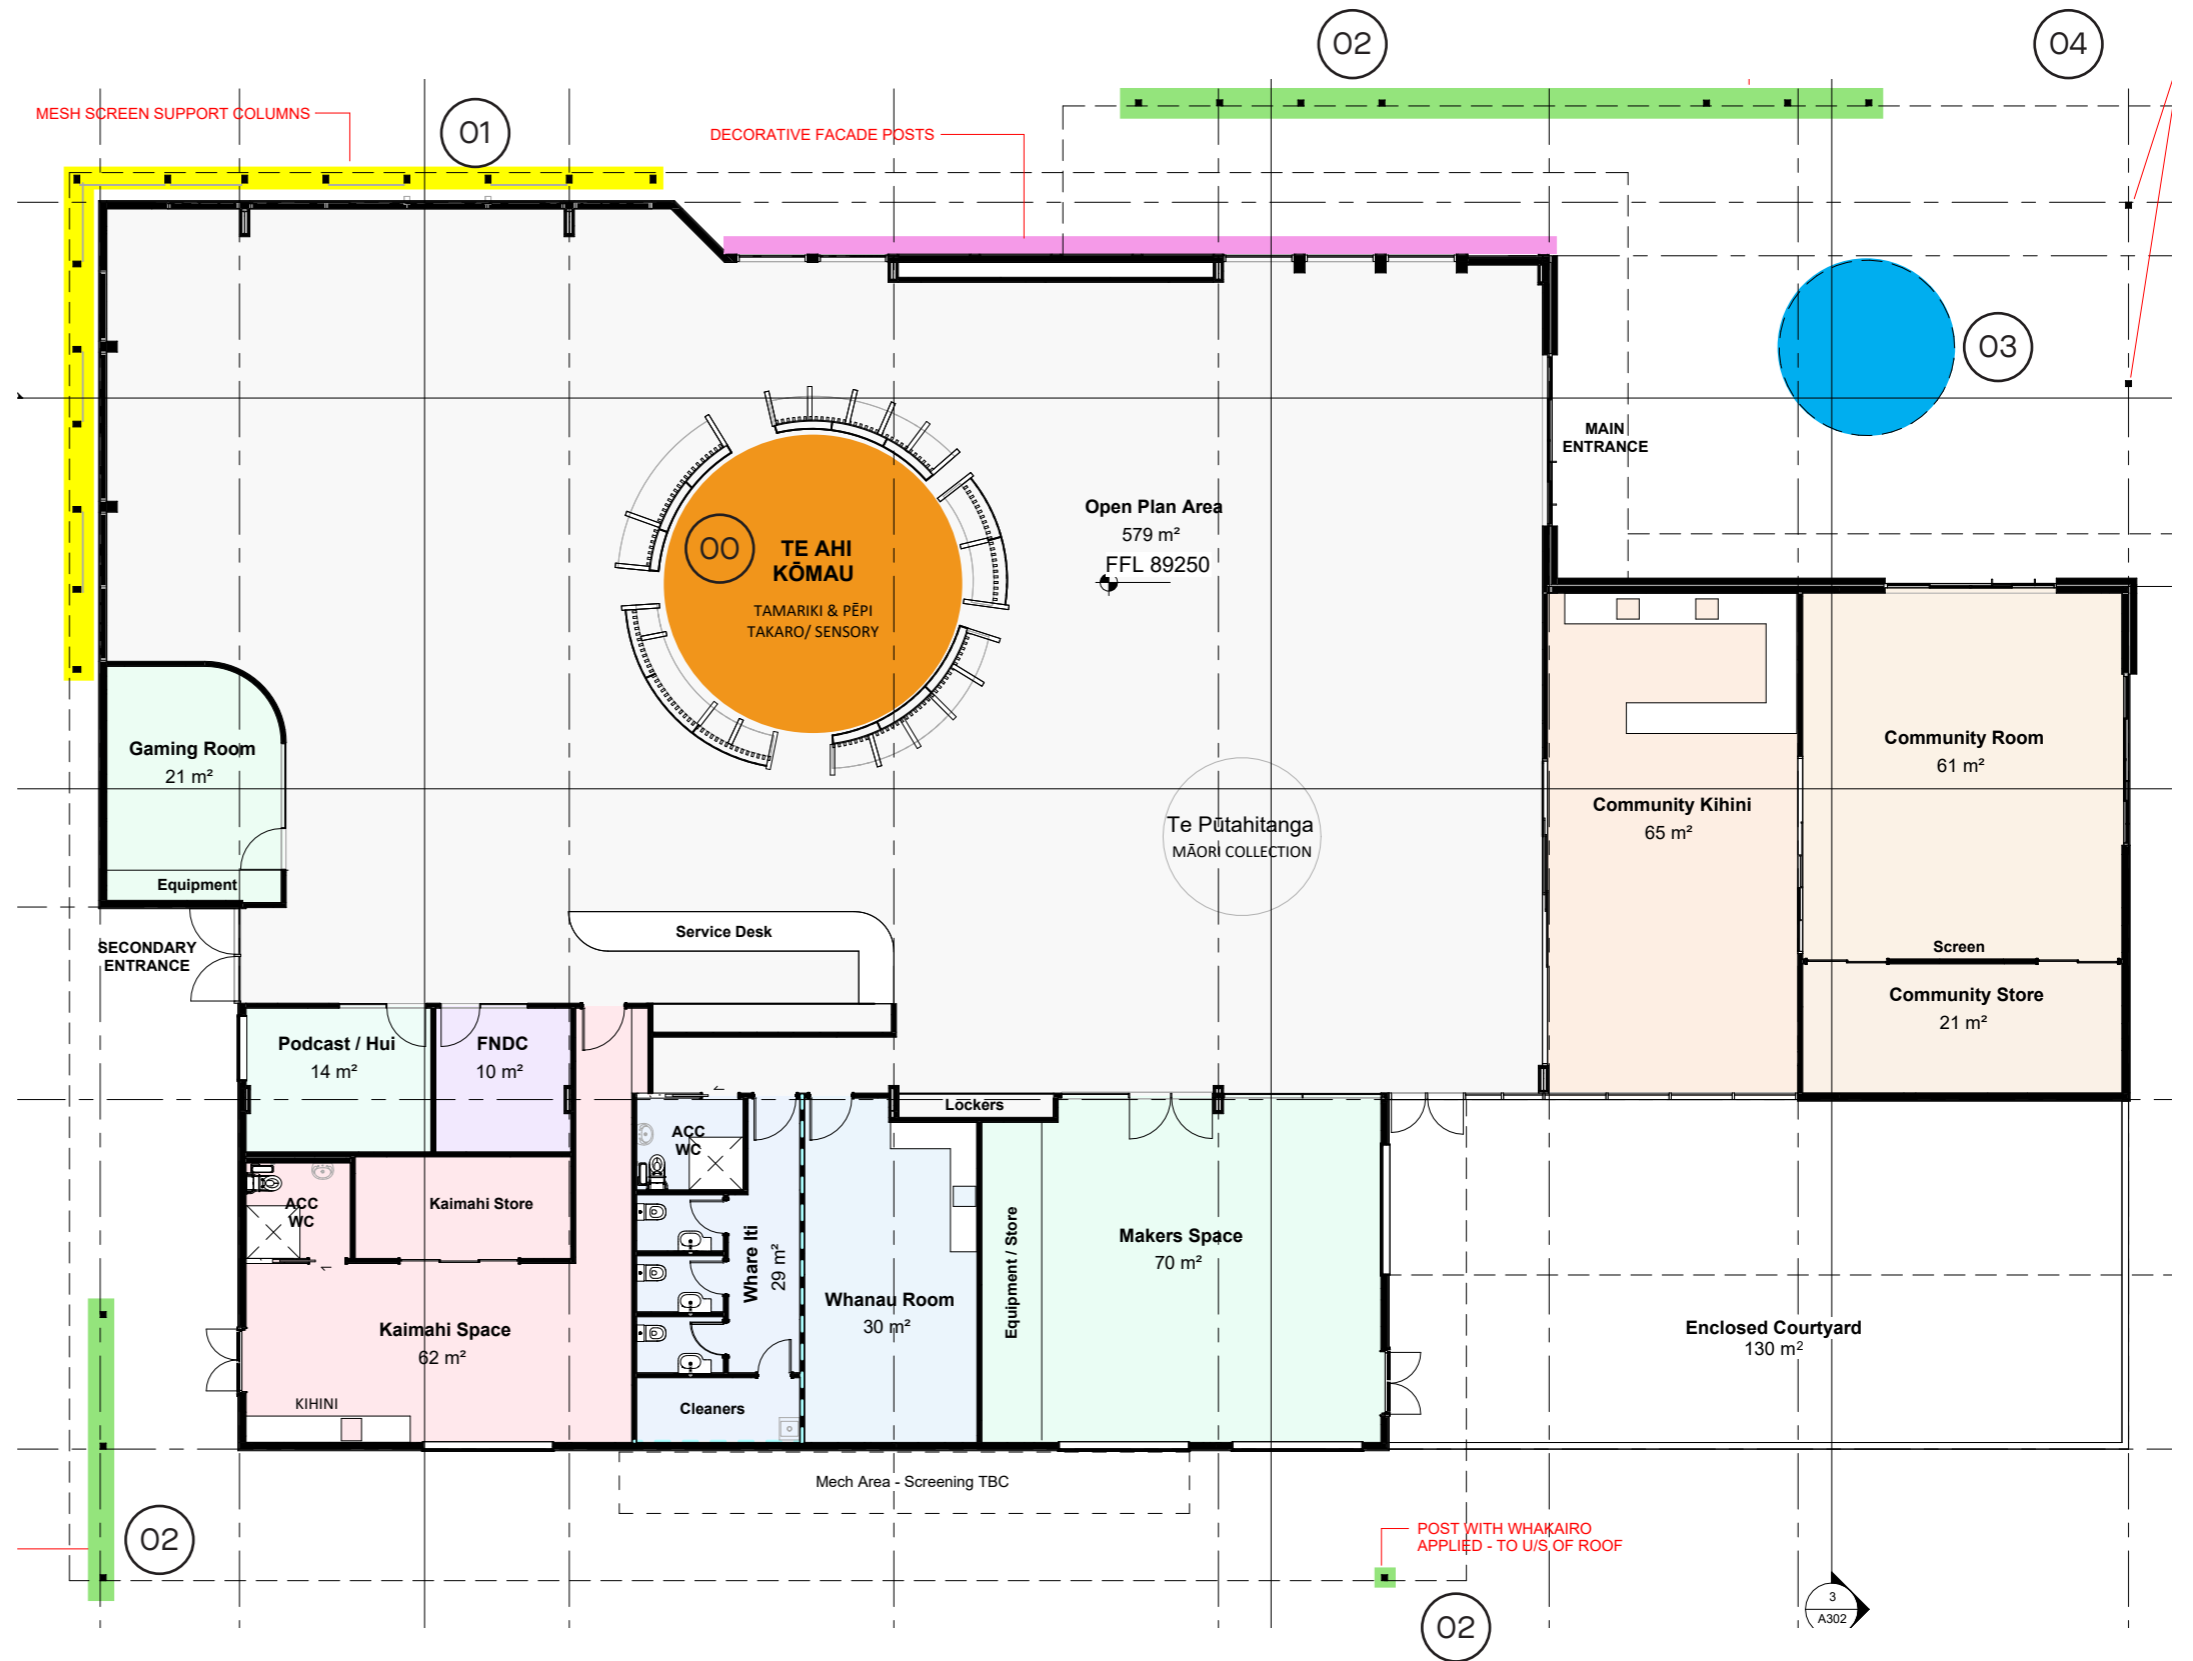 02
04
MESH SCREEN SUPPORT COLUMNS
01
DECORATIVE FACADE POSTS
03
MAIN
ENTRANCE
Open Plan Area
579 m²
FFL 89250
00
TE AHI
KŌMAU
TAMARIKI & PĒPI
TAKARO/ SENSORY
Gaming Room
21 m²
Equipment
Community Room
61 m²
Community Kihini
65 m²
Te Pūtahitanga
MĀORI COLLECTION
Service Desk
SECONDARY
ENTRANCE
Screen
Community Store
21 m²
Podcast / Hui
14 m²
FNDC
10 m²
Lockers
ACC
WC
ACC
WC
Kaimahi Store
Whare Iti
29 m²
Equipment / Store
Makers Space
70 m²
Whanau Room
30 m²
Kaimahi Space
62 m²
Enclosed Courtyard
130 m²
KIHINI
Cleaners
Mech Area - Screening TBC
02
POST WITH WHAKAIRO
APPLIED - TO U/S OF ROOF
02
3
A302